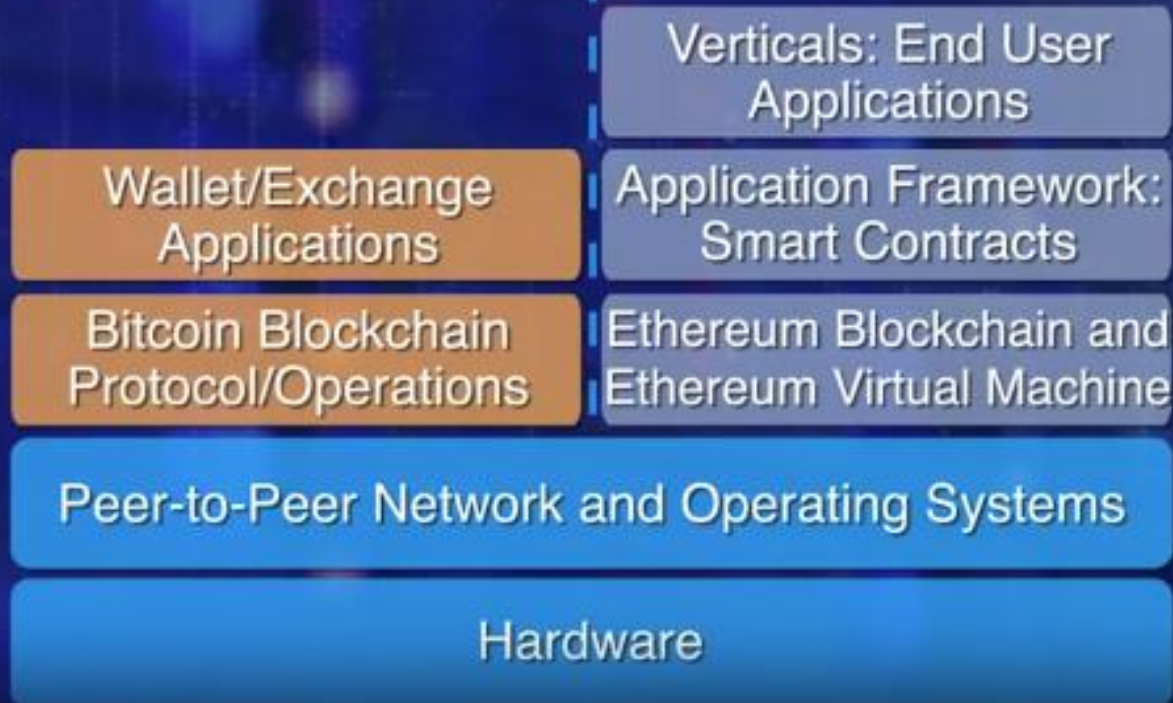 Verticals: End User
Applications
Wallet/Exchange
Applications
Application Framework:
Smart Contracts
Bitcoin Blockchain
Protocol/Operations
Ethereum Blockchain and
Ethereum Virtual Machine
Peer-to-Peer Network and Operating Systems
Hardware